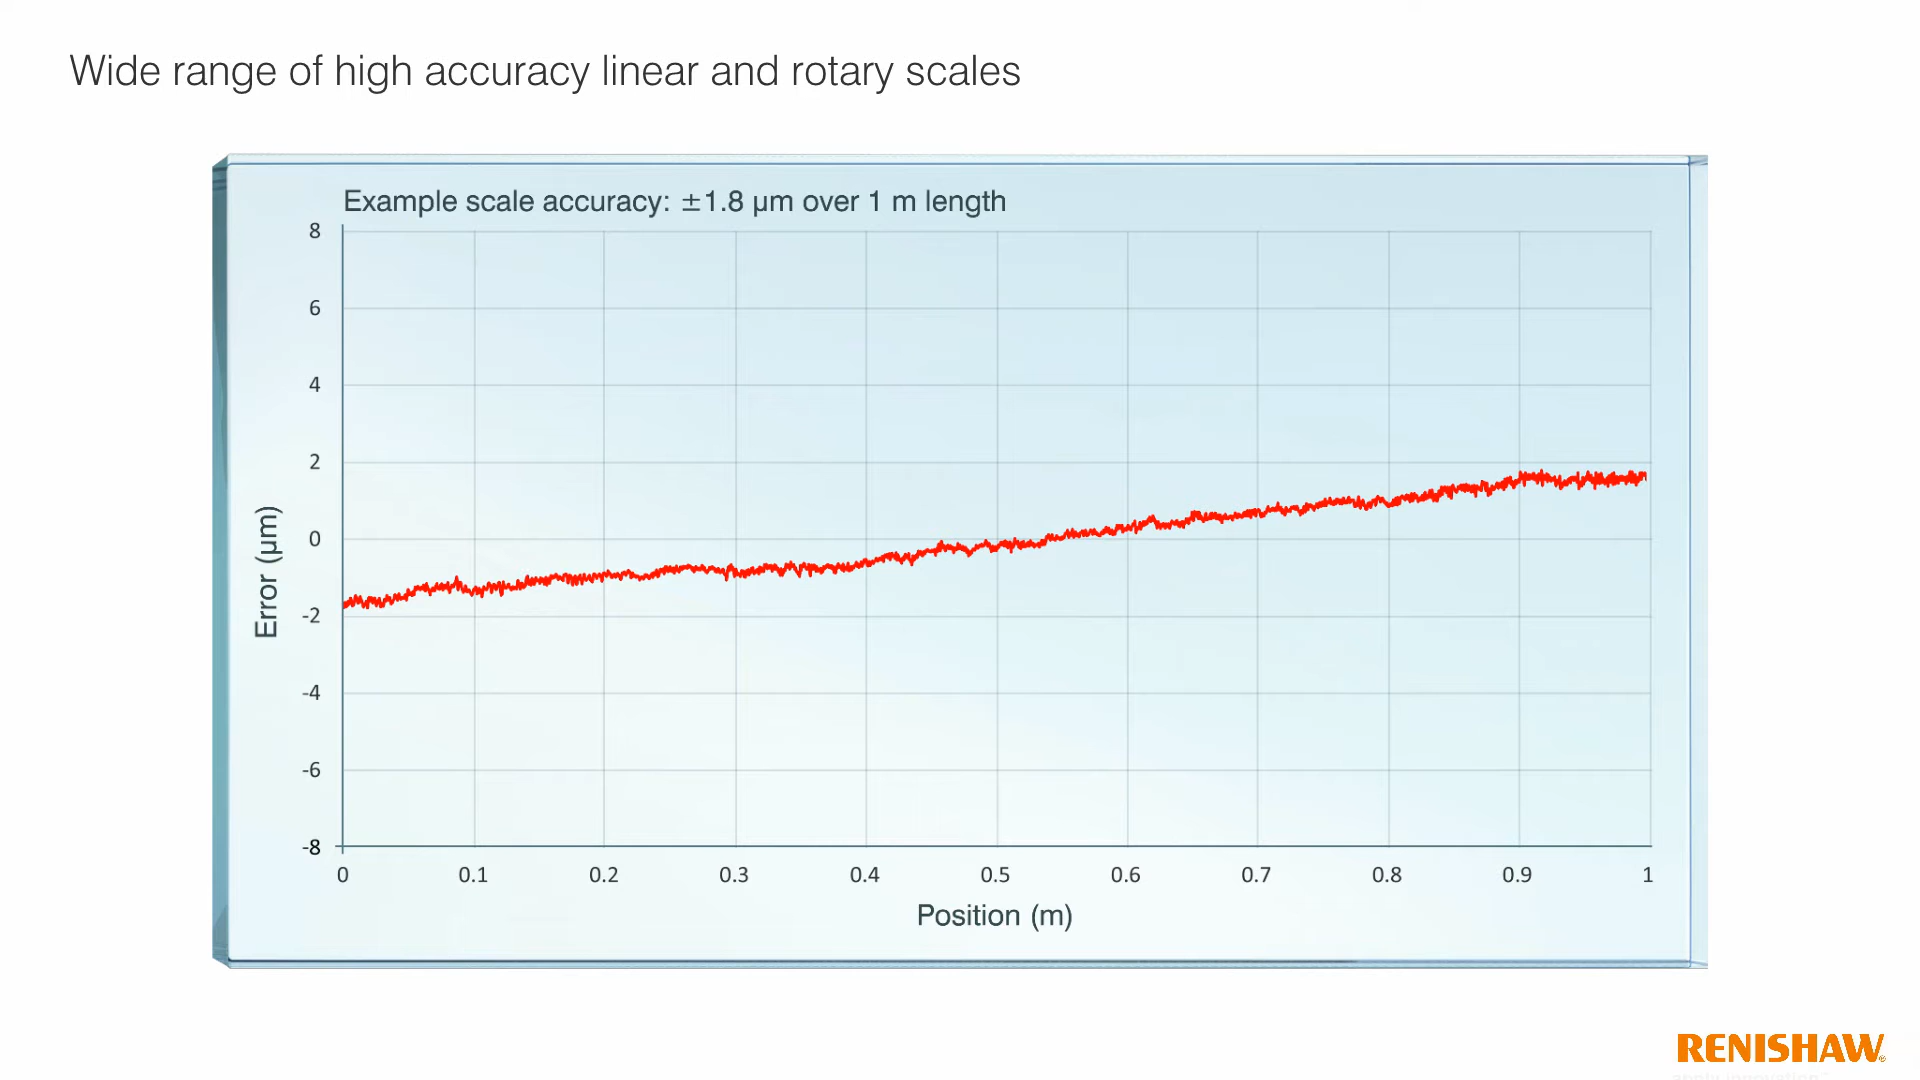 Wide range of high accuracy linear and rotary scales
Example scale accuracy: ±1.8 µm over 1 m length
8
6
4
2
0
-2
-4
-6
-8
Error (µm)
0 0.1 0.2 0.3 0.4 0.5 0.6 0.7 0.8 0.9 1
Position (m)
RENISHAW
apply innovation